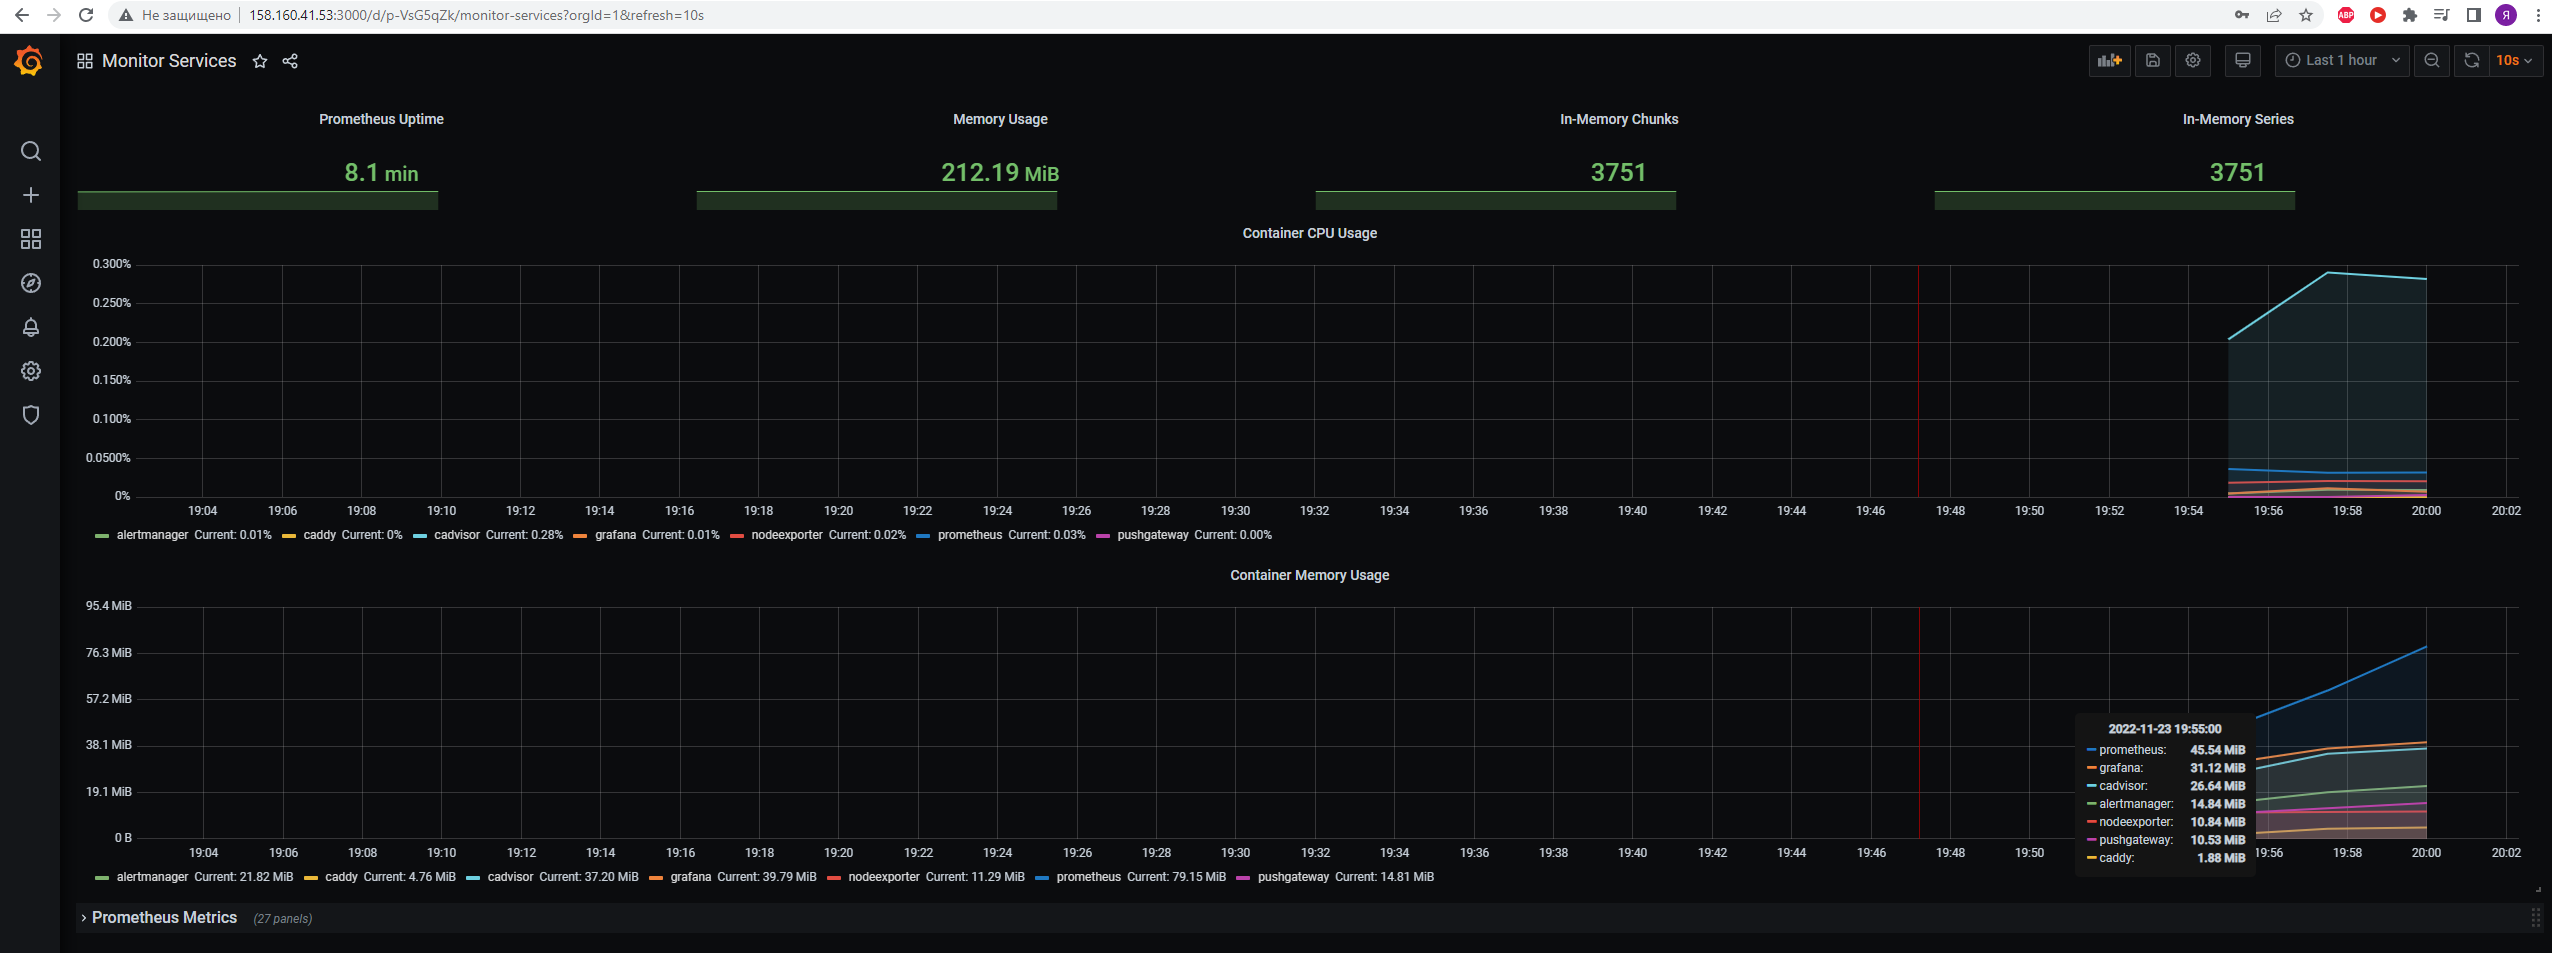 Не защищено 158.160.41.53:3000/d/p-VsG5qZk/monitor-services?orgId=1&refresh=10s
ABP
Я
Monitor Services
Last 1 hour
10s
Prometheus Uptime
8.1 min
Memory Usage
212.19 MiB
In-Memory Chunks
3751
In-Memory Series
3751
Container CPU Usage
0.300%
0.250%
0.200%
0.150%
0.100%
0.0500%
0%
19:04 19:06 19:08 19:10 19:12 19:14 19:16 19:18 19:20 19:22 19:24 19:26 19:28 19:30 19:32 19:34 19:36 19:38 19:40 19:42 19:44 19:46 19:48 19:50 19:52 19:54 19:56 19:58 20:00 20:02
alertmanager Current: 0.01% caddy Current: 0% cadvisor Current: 0.28% grafana Current: 0.01% nodeexporter Current: 0.02% prometheus Current: 0.03% pushgateway Current: 0.00%
Container Memory Usage
95.4 MiB
76.3 MiB
57.2 MiB
38.1 MiB
19.1 MiB
0 B
2022-11-23 19:55:00
prometheus: 45.54 MiB
grafana: 31.12 MiB
cadvisor: 26.64 MiB
alertmanager: 14.84 MiB
nodeexporter: 10.84 MiB
pushgateway: 10.53 MiB
caddy: 1.88 MiB
19:04 19:06 19:08 19:10 19:12 19:14 19:16 19:18 19:20 19:22 19:24 19:26 19:28 19:30 19:32 19:34 19:36 19:38 19:40 19:42 19:44 19:46 19:48 19:50 19:56 19:58 20:00 20:02
alertmanager Current: 21.82 MiB caddy Current: 4.76 MiB cadvisor Current: 37.20 MiB grafana Current: 39.79 MiB nodeexporter Current: 11.29 MiB prometheus Current: 79.15 MiB pushgateway Current: 14.81 MiB
Prometheus Metrics (27 panels)